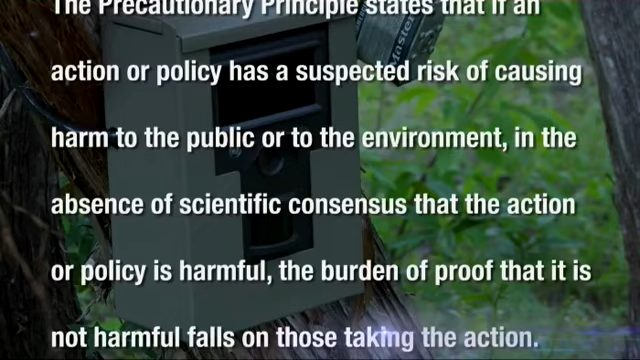 The Precautionary Principle states that if an
action or policy has a suspected risk of causing
harm to the public or to the environment, in the
absence of scientific consensus that the action
or policy is harmful, the burden of proof that it is
not harmful falls on those taking the action.
Master